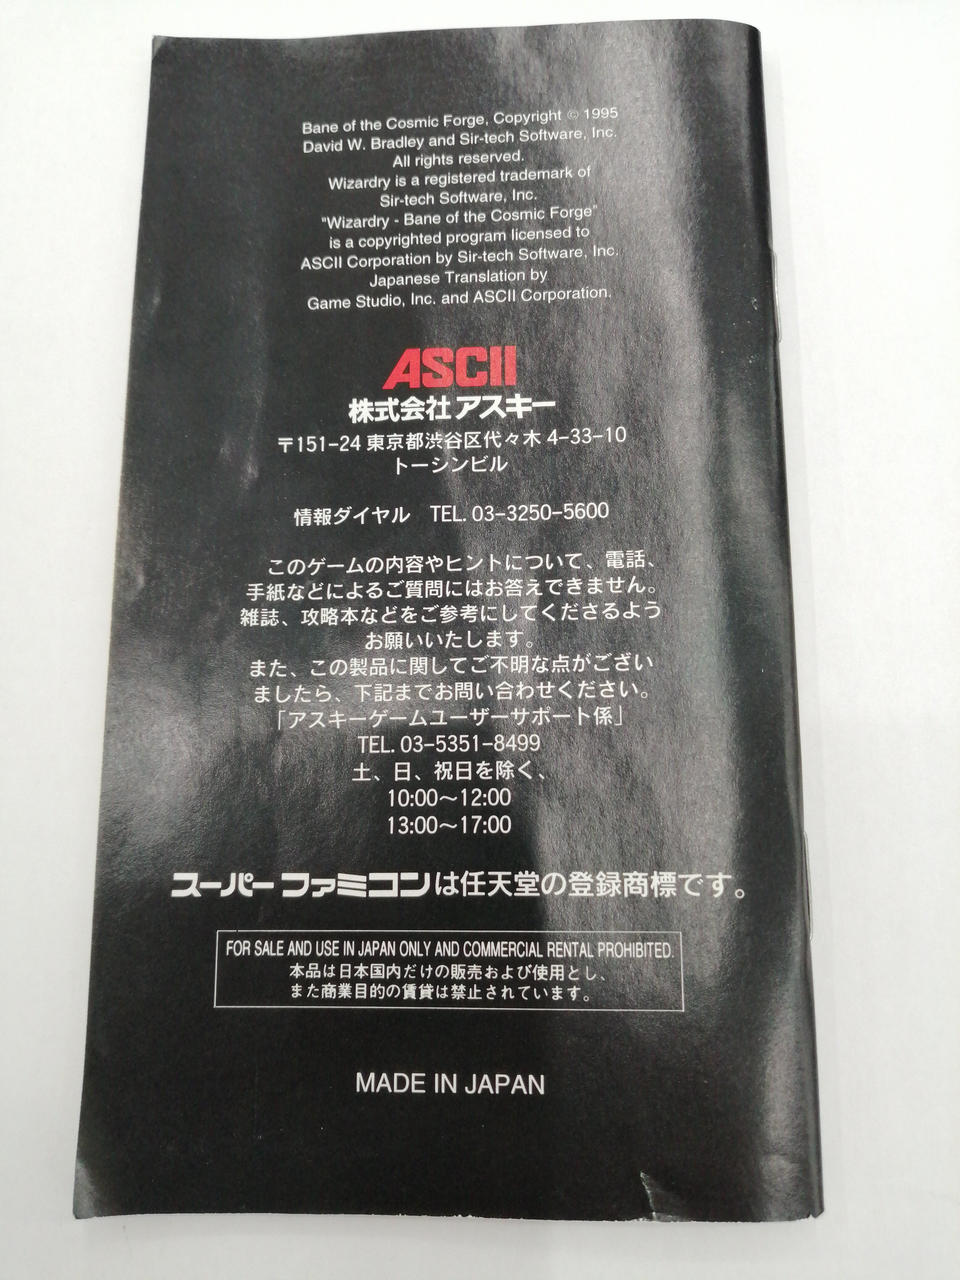 Bane of the Cosmic Forge, Copyright © 1995
David W. Bradley and Sir-tech Software, Inc.
All rights reserved.
Wizardry is a registered trademark of
Sir-tech Software, Inc.
"Wizardry - Bane of the Cosmic Forge"
is a copyrighted program licensed to
ASCII Corporation by Sir-tech Software, Inc.
Japanese Translation by
Game Studio, Inc. and ASCII Corporation.
ASCII
株式会社アスキー
〒151-24 東京都渋谷区代々木 4-33-10
トーシンビル
情報ダイヤル TEL. 03-3250-5600
このゲームの内容やヒントについて、電話、
手紙などによるご質問にはお答えできません。
雑誌、攻略本などをご参考にしてくださるよう
お願いいたします。
また、この製品に関してご不明な点がござい
ましたら、下記までお問い合わせください。
「アスキーゲームユーザーサポート係」
TEL. 03-5351-8499
土、日、祝日を除く、
10:00〜12:00
13:00〜17:00
スーパーファミコンは任天堂の登録商標です。
FOR SALE AND USE IN JAPAN ONLY AND COMMERCIAL RENTAL PROHIBITED.
本品は日本国内だけの販売および使用とし、
また商業目的の賃貸は禁止されています。
MADE IN JAPAN